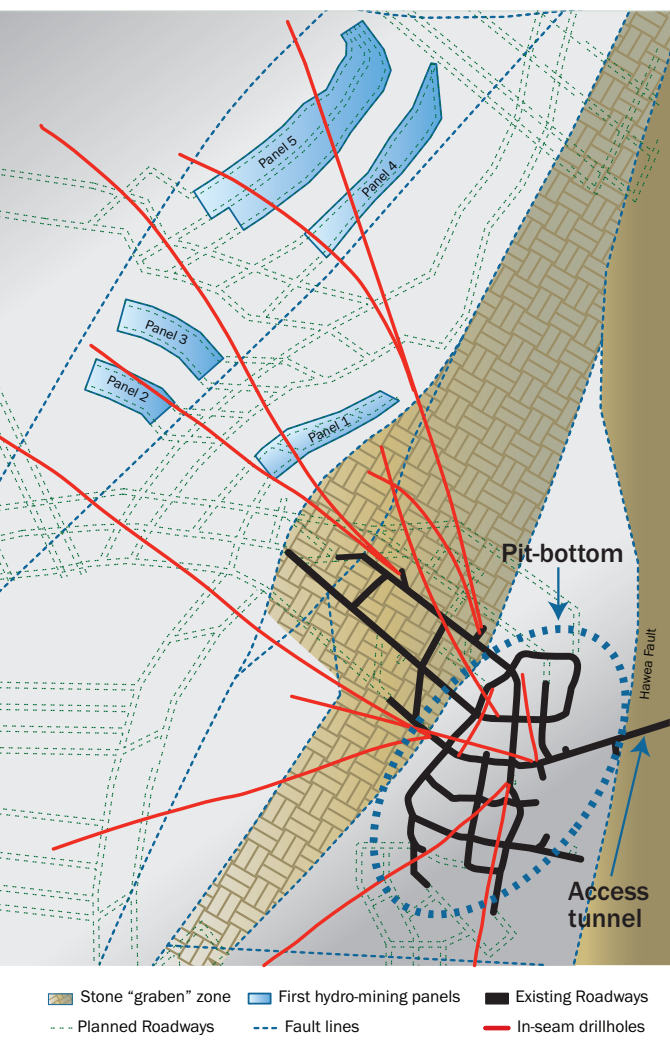 Panel 5
Panel 4
Panel 3
Panel 2
Panel 1
Pit-bottom
Hawea Fault
Access
tunnel
Stone “graben” zone
First hydro-mining panels
Existing Roadways
Planned Roadways
Fault lines
In-seam drillholes